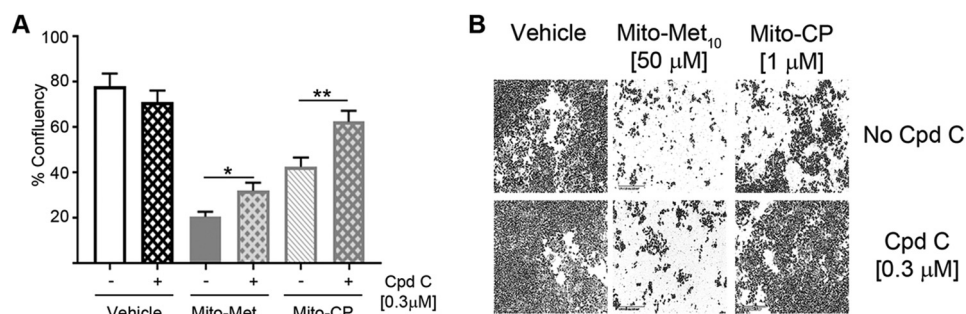 A
100
80
60
40
20
% Confluency
*
**
- + - + - + Cpd C
[0.3μM]
Vehicle Mito-Met Mito-CP
B
Vehicle Mito-Met₁₀ Mito-CP
[50 μM] [1 μM]
No Cpd C
Cpd C
[0.3 μM]